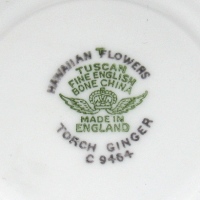 HAWAIIAN FLOWERS
TUSCAN
FINE ENGLISH
BONE CHINA
MADE IN
ENGLAND
TORCH GINGER
C 9464